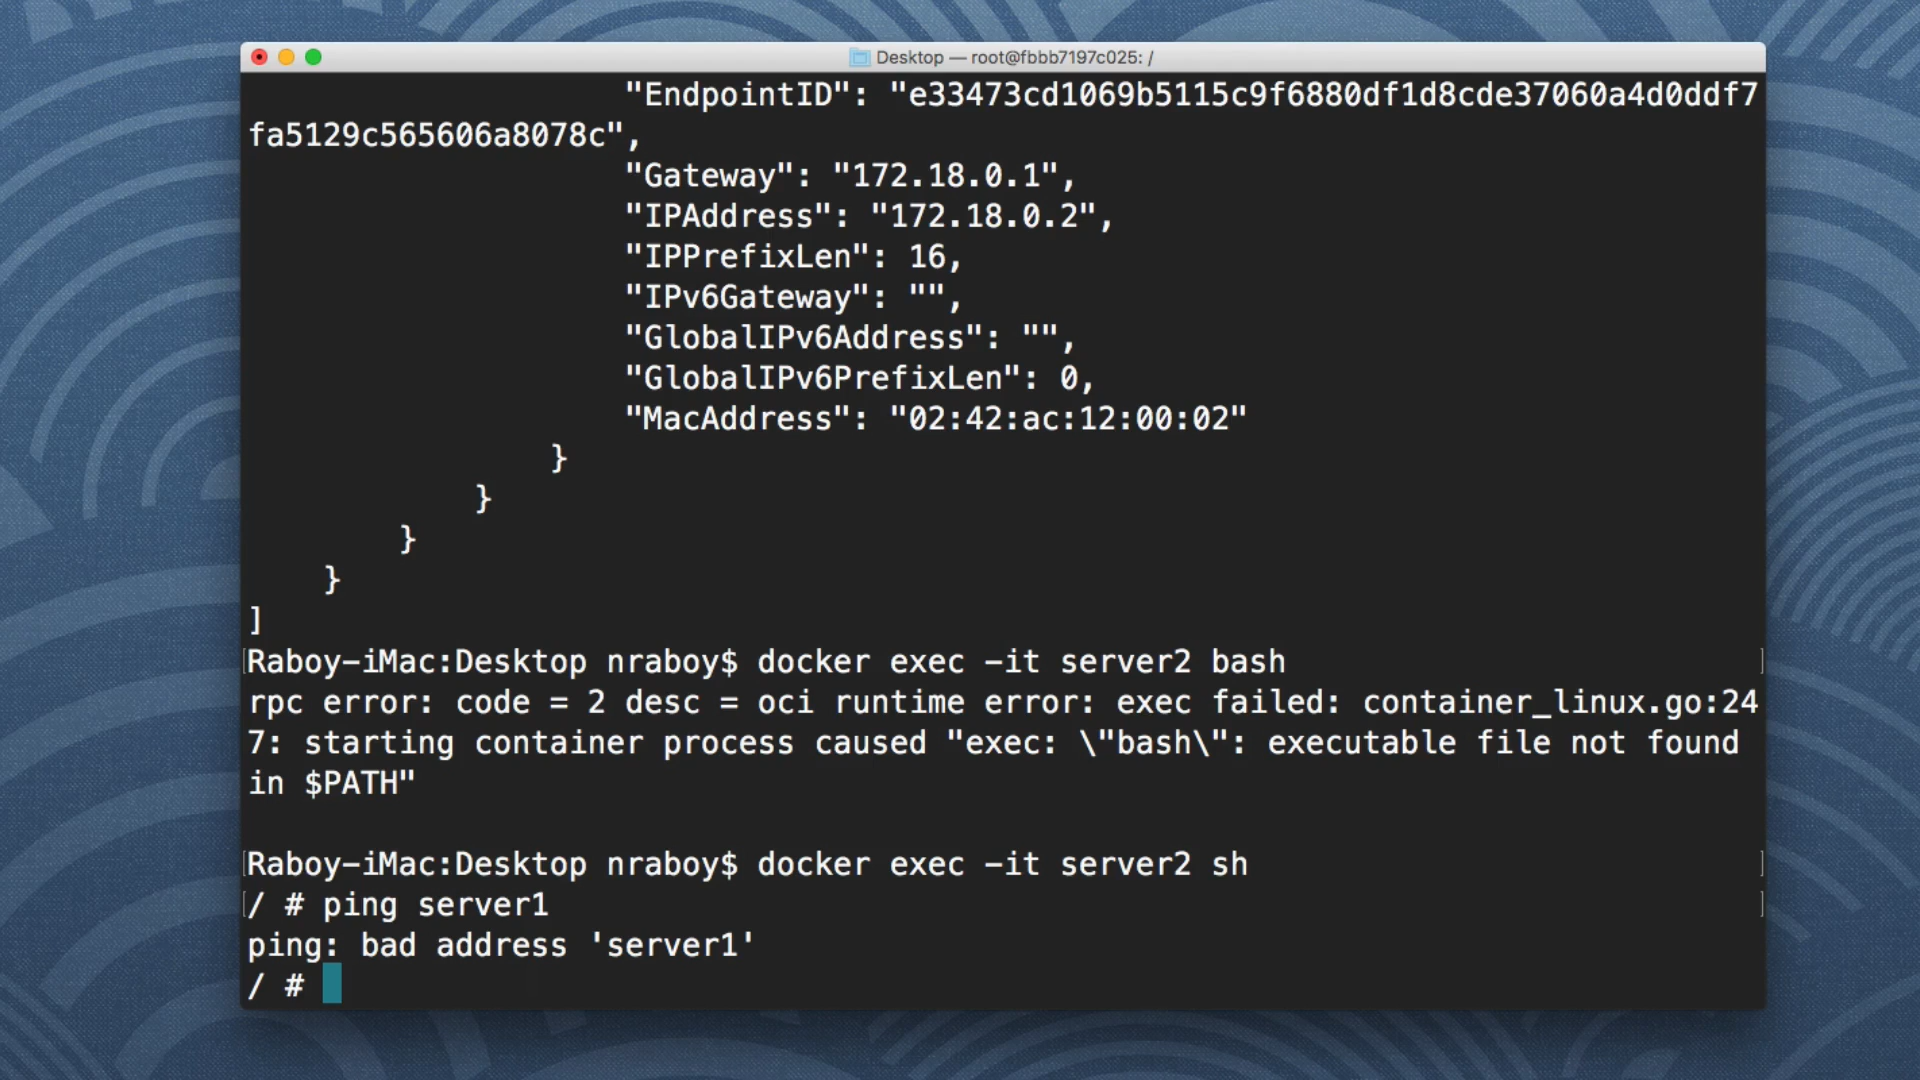 Desktop — root@fbbb7197c025: /
"EndpointID": "e33473cd1069b5115c9f6880df1d8cde37060a4d0ddf7
fa5129c565606a8078c",
"Gateway": "172.18.0.1",
"IPAddress": "172.18.0.2",
"IPPrefixLen": 16,
"IPv6Gateway": "",
"GlobalIPv6Address": "",
"GlobalIPv6PrefixLen": 0,
"MacAddress": "02:42:ac:12:00:02"
}
}
}
}
]
[Raboy-iMac:Desktop nraboy$ docker exec -it server2 bash ]
rpc error: code = 2 desc = oci runtime error: exec failed: container_linux.go:24
7: starting container process caused "exec: \"bash\": executable file not found
in $PATH"
[Raboy-iMac:Desktop nraboy$ docker exec -it server2 sh ]
[/ # ping server1 ]
ping: bad address 'server1'
/ #